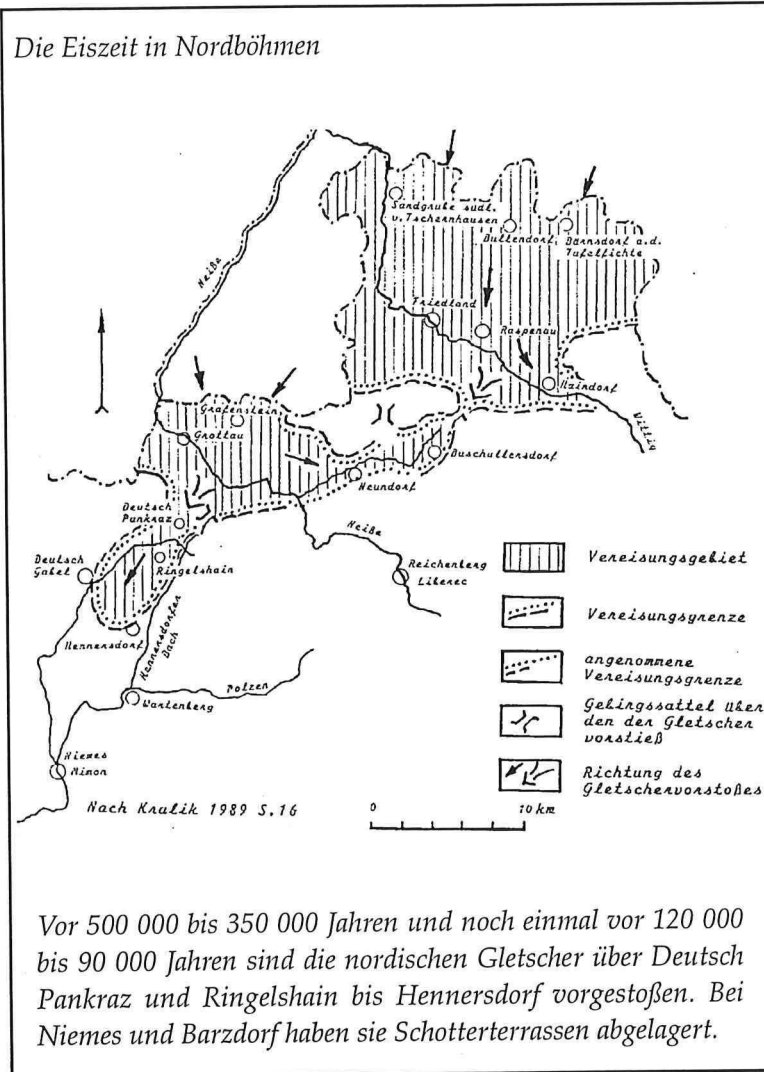 Die Eiszeit in Nordböhmen
Neiße
Sandgrube südl.
v. Tschernhausen
Bullendorf
Bärnsdorf a.d.
Tafelfichte
Friedland
Raspenau
Wittig
Grafenstein
Grottau
Buschullersdorf
Neundorf
Deutsch
Pankraz
Neiße
Deutsch
Gabel
Ringelshain
Reichenberg
Liberec
Hennersdorf
Hennersdorfer
Bach
Polzen
Wartenberg
Niemes
Mimon
Vereisungsgebiet
Vereisungsgrenze
angenommene
Vereisungsgrenze
Gebirgssattel über
den der Gletscher
vorstieß
Richtung des
Gletschervorstoßes
Nach Kralik 1989 S.16
0 10 km
Vor 500 000 bis 350 000 Jahren und noch einmal vor 120 000
bis 90 000 Jahren sind die nordischen Gletscher über Deutsch
Pankraz und Ringelshain bis Hennersdorf vorgestoßen. Bei
Niemes und Barzdorf haben sie Schotterterrassen abgelagert.